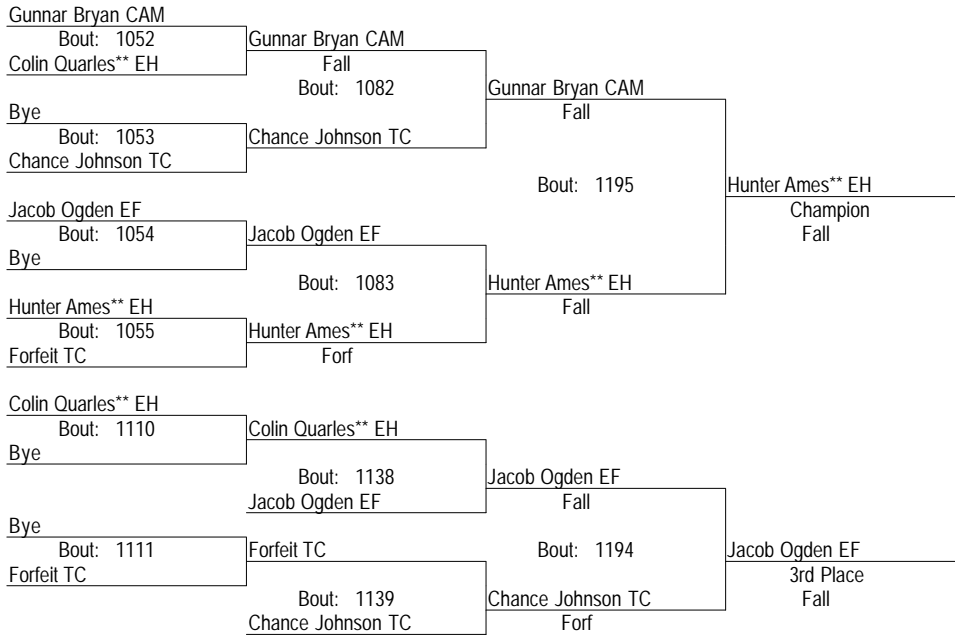 Gunnar Bryan CAM
Bout: 1052
Colin Quarles** EH
Gunnar Bryan CAM
Fall
Bout: 1082
Bye
Bout: 1053
Chance Johnson TC
Chance Johnson TC
Gunnar Bryan CAM
Fall
Bout: 1195
Jacob Ogden EF
Bout: 1054
Bye
Jacob Ogden EF
Bout: 1083
Hunter Ames** EH
Bout: 1055
Forfeit TC
Hunter Ames** EH
Forf
Hunter Ames** EH
Fall
Hunter Ames** EH
Champion
Fall
Colin Quarles** EH
Bout: 1110
Bye
Colin Quarles** EH
Bout: 1138
Jacob Ogden EF
Jacob Ogden EF
Fall
Bye
Bout: 1111
Forfeit TC
Forfeit TC
Bout: 1139
Chance Johnson TC
Bout: 1194
Chance Johnson TC
Forf
Jacob Ogden EF
3rd Place
Fall